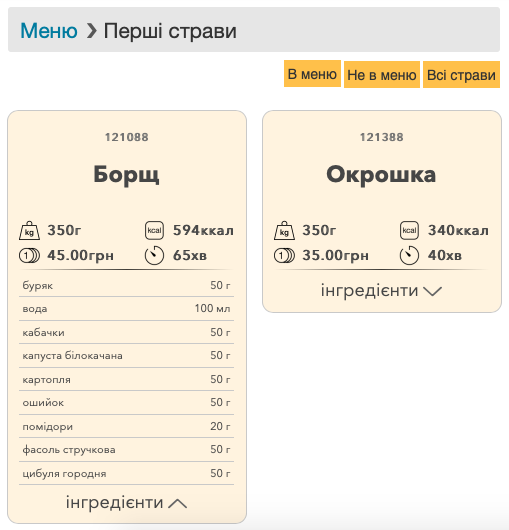 Меню ❯ Перші страви
В меню Не в меню Всі страви
121088
Борщ
kg 350г kcal 594ккал
1 45.00грн 65хв
буряк 50 г
вода 100 мл
кабачки 50 г
капуста білокачана 50 г
картопля 50 г
ошийок 50 г
помідори 20 г
фасоль стручкова 50 г
цибуля городня 50 г
інгредієнти
121388
Окрошка
kg 350г kcal 340ккал
1 35.00грн 40хв
інгредієнти